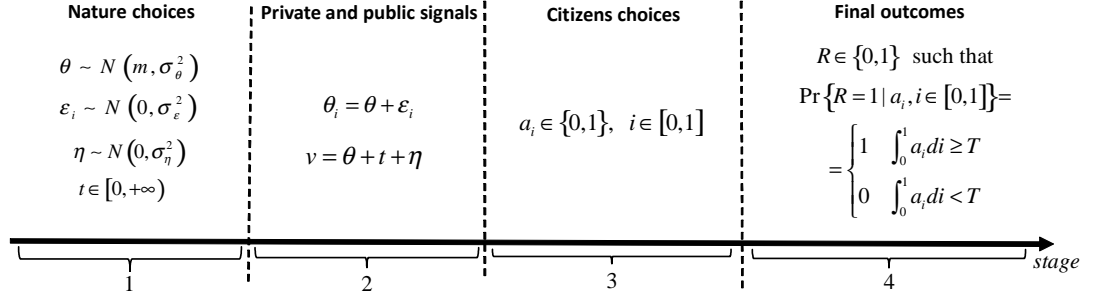 Nature choices
θ ~ N(m, σ_θ^2)
ε_i ~ N(0, σ_ε^2)
η ~ N(0, σ_η^2)
t ∈ [0, +∞)
Private and public signals
θ_i = θ + ε_i
v = θ + t + η
Citizens choices
a_i ∈ {0,1}, i ∈ [0,1]
Final outcomes
R ∈ {0,1} such that
Pr{R = 1 | a_i, i ∈ [0,1]} =
= { 1 ∫_0^1 a_i di ≥ T
0 ∫_0^1 a_i di < T
1
2
3
4
stage